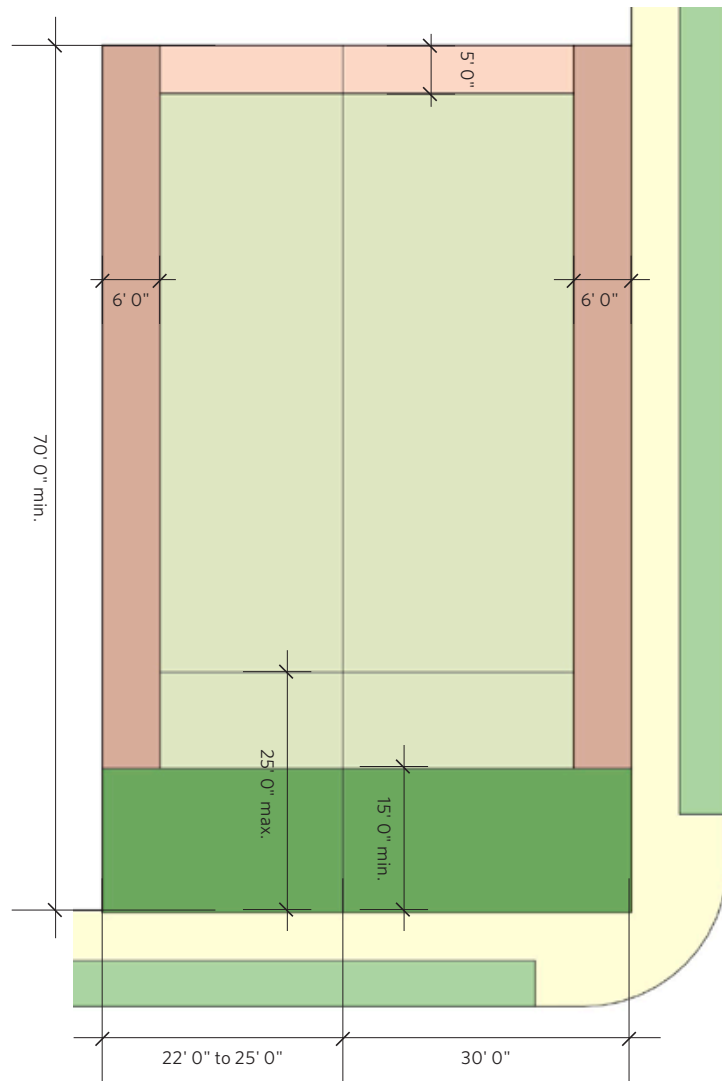 5' 0"
6' 0"
6' 0"
70' 0" min.
25' 0" max.
15' 0" min.
22' 0" to 25' 0"
30' 0"